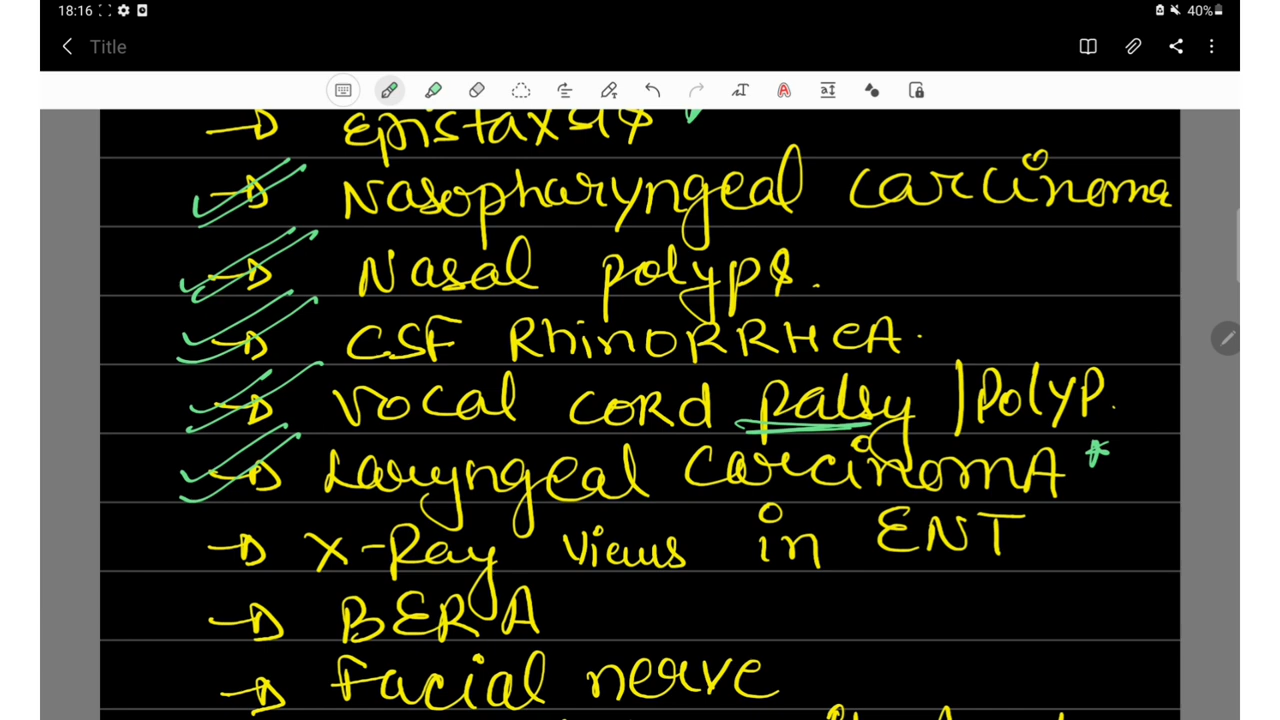 18:16 40%
Title
→ Epistaxsis
→ Nasopharyngeal carcinoma
→ Nasal polyps.
→ CSF RhinORRHEA.
→ Vocal CORD palsy | Polyp.
→ Laryngeal CarcinomA *
→ X-Ray views in ENT
→ BERA
→ Facial nerve